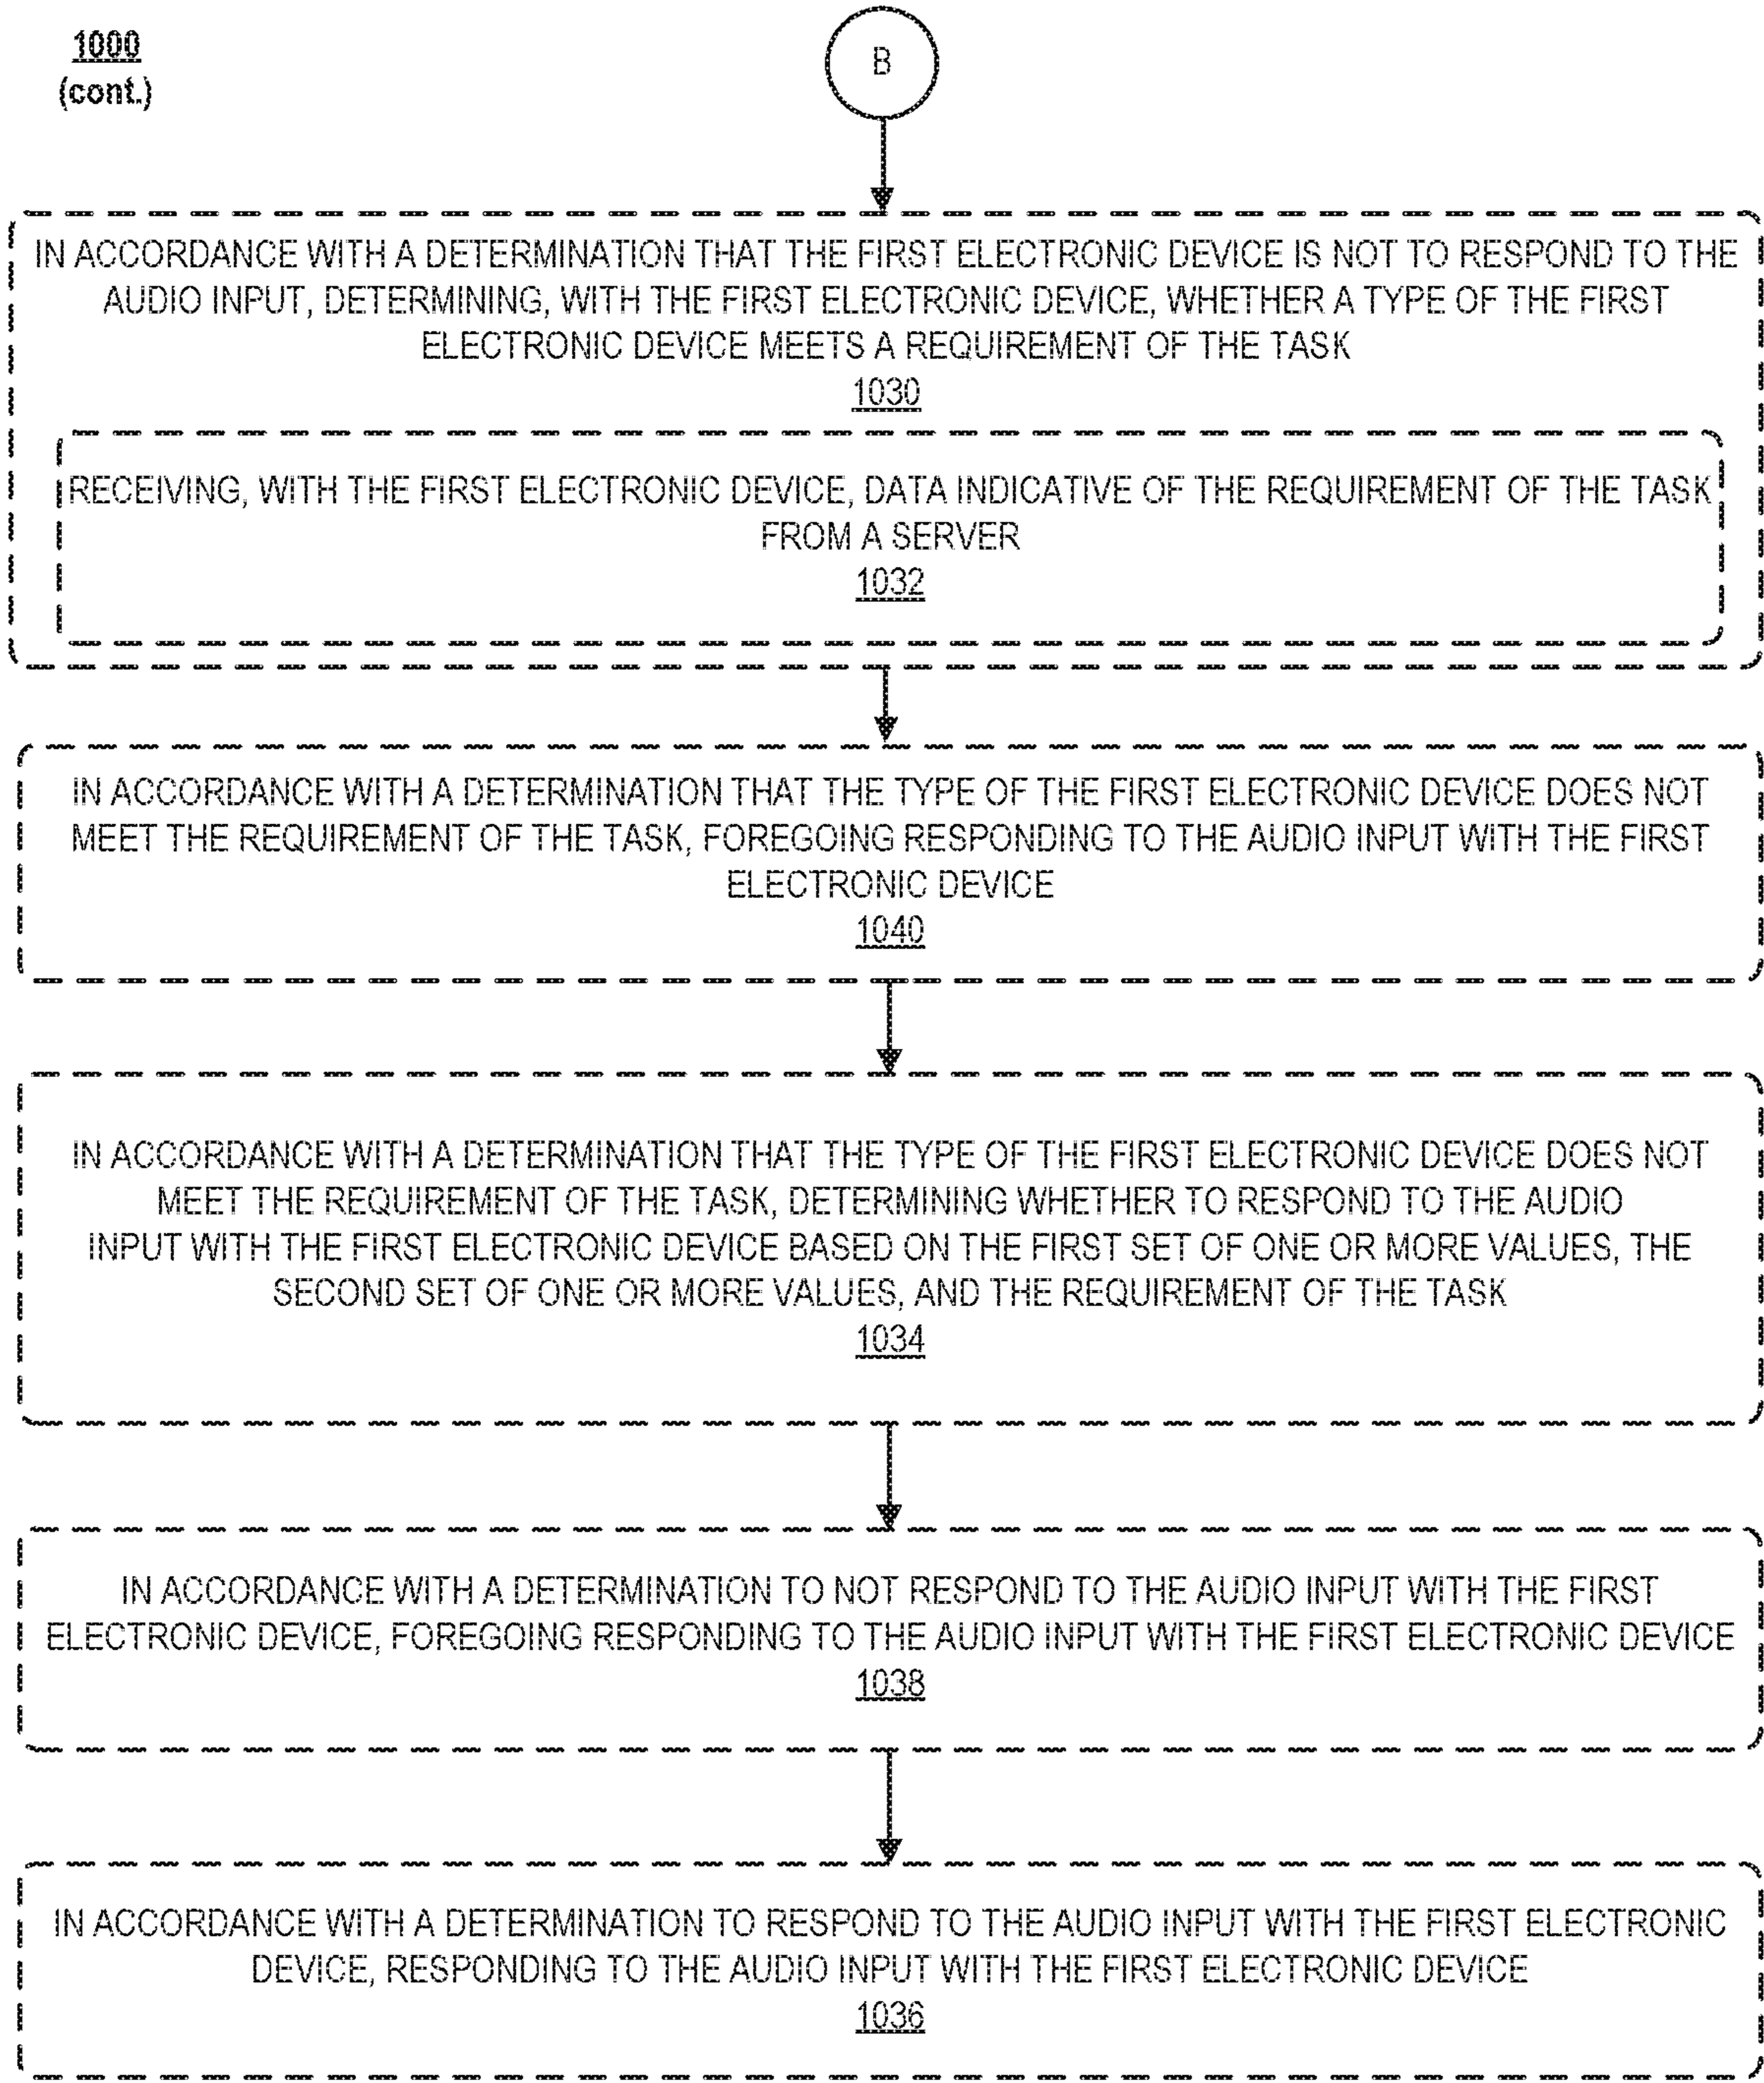 1000
(cont.)
B
IN ACCORDANCE WITH A DETERMINATION THAT THE FIRST ELECTRONIC DEVICE IS NOT TO RESPOND TO THE
AUDIO INPUT, DETERMINING, WITH THE FIRST ELECTRONIC DEVICE, WHETHER A TYPE OF THE FIRST
ELECTRONIC DEVICE MEETS A REQUIREMENT OF THE TASK
1030
RECEIVING, WITH THE FIRST ELECTRONIC DEVICE, DATA INDICATIVE OF THE REQUIREMENT OF THE TASK
FROM A SERVER
1032
IN ACCORDANCE WITH A DETERMINATION THAT THE TYPE OF THE FIRST ELECTRONIC DEVICE DOES NOT
MEET THE REQUIREMENT OF THE TASK, FOREGOING RESPONDING TO THE AUDIO INPUT WITH THE FIRST
ELECTRONIC DEVICE
1040
IN ACCORDANCE WITH A DETERMINATION THAT THE TYPE OF THE FIRST ELECTRONIC DEVICE DOES NOT
MEET THE REQUIREMENT OF THE TASK, DETERMINING WHETHER TO RESPOND TO THE AUDIO
INPUT WITH THE FIRST ELECTRONIC DEVICE BASED ON THE FIRST SET OF ONE OR MORE VALUES, THE
SECOND SET OF ONE OR MORE VALUES, AND THE REQUIREMENT OF THE TASK
1034
IN ACCORDANCE WITH A DETERMINATION TO NOT RESPOND TO THE AUDIO INPUT WITH THE FIRST
ELECTRONIC DEVICE, FOREGOING RESPONDING TO THE AUDIO INPUT WITH THE FIRST ELECTRONIC DEVICE
1038
IN ACCORDANCE WITH A DETERMINATION TO RESPOND TO THE AUDIO INPUT WITH THE FIRST ELECTRONIC
DEVICE, RESPONDING TO THE AUDIO INPUT WITH THE FIRST ELECTRONIC DEVICE
1036